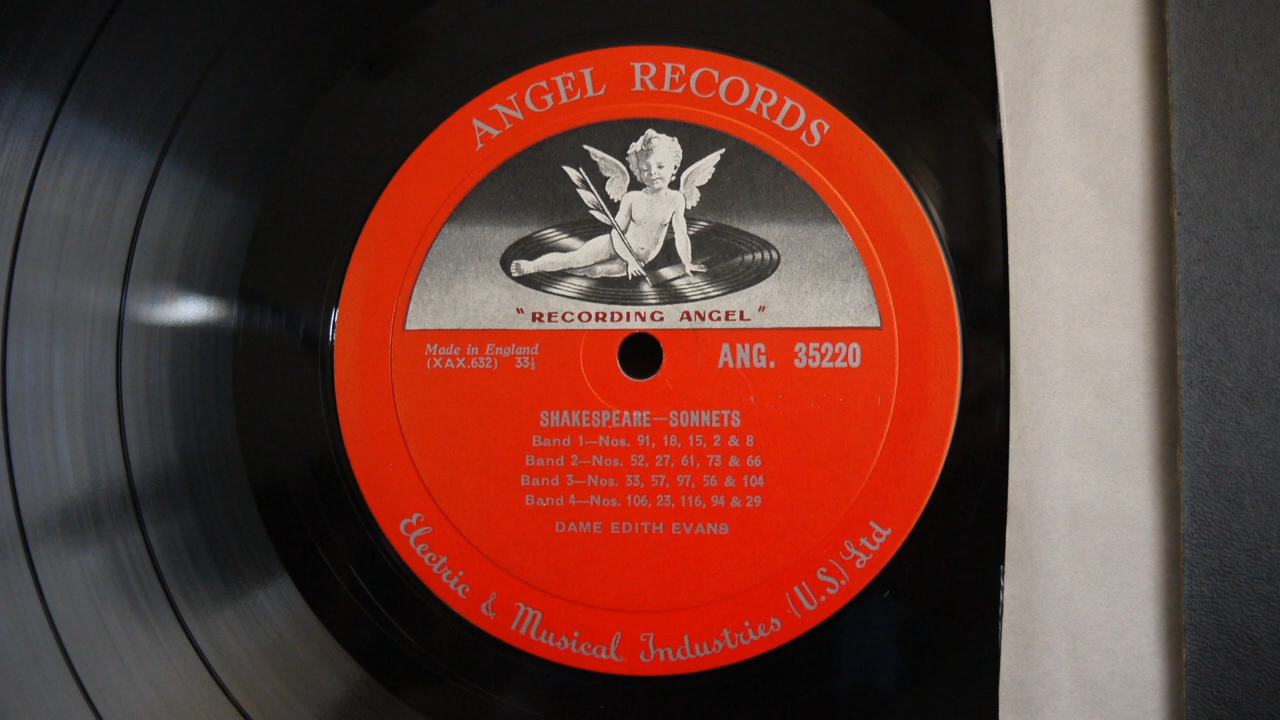 ANGEL RECORDS
"RECORDING ANGEL"
Made in England
(XAX.632) 33⅓
ANG. 35220
SHAKESPEARE—SONNETS
Band 1—Nos. 91, 18, 15, 2 & 8
Band 2—Nos. 52, 27, 61, 73 & 66
Band 3—Nos. 33, 57, 97, 56 & 104
Band 4—Nos. 106, 23, 116, 94 & 29
DAME EDITH EVANS
Electric & Musical Industries (U.S.) Ltd